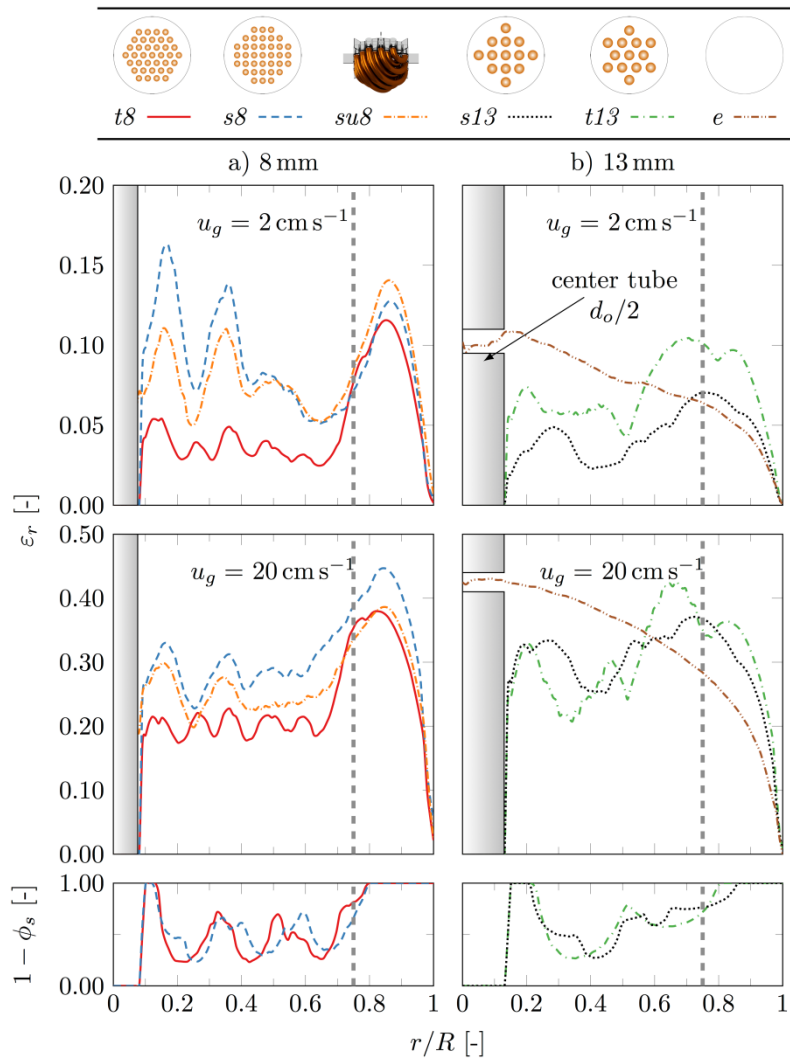 t8 s8 su8 s13 t13 e
a) 8 mm b) 13 mm
0.20
u_g = 2 cm s⁻¹ u_g = 2 cm s⁻¹
0.15
center tube
d_o/2
0.10
0.05
0.00
ε_r [-]
0.50
u_g = 20 cm s⁻¹ u_g = 20 cm s⁻¹
0.40
0.30
0.20
0.10
0.00
1.00
1 − ϕ_s [-]
0.00
0 0.2 0.4 0.6 0.8 1 0 0.2 0.4 0.6 0.8 1
r/R [-]